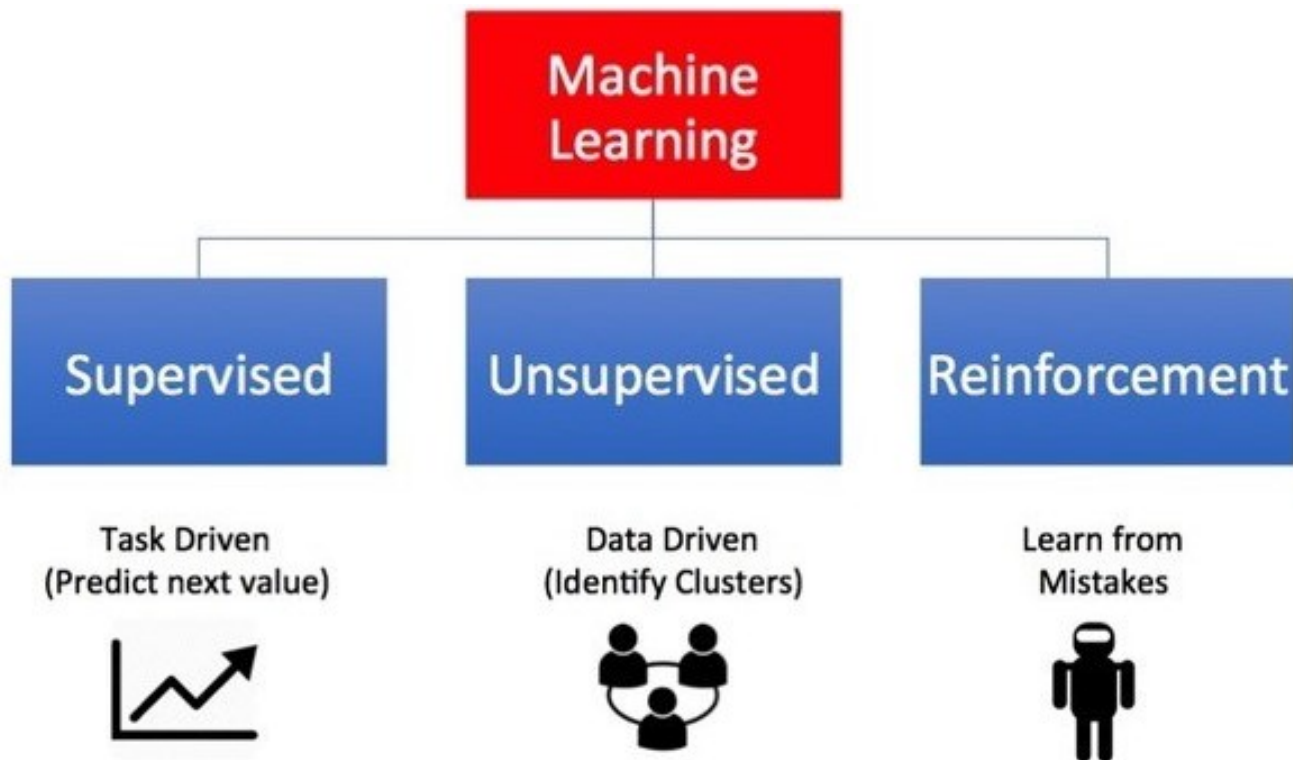 Machine
Learning
Supervised
Unsupervised
Reinforcement
Task Driven
(Predict next value)
Data Driven
(Identify Clusters)
Learn from
Mistakes